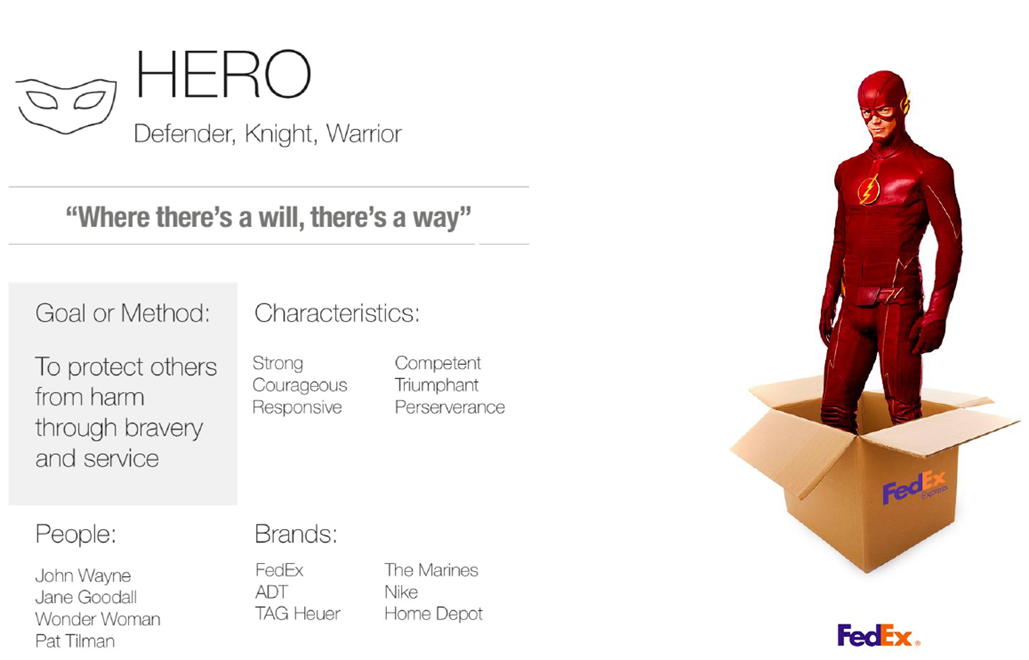 HERO
Defender, Knight, Warrior
“Where there’s a will, there’s a way”
Goal or Method:
To protect others
from harm
through bravery
and service
Characteristics:
Strong
Courageous
Responsive
Competent
Triumphant
Perserverance
People:
John Wayne
Jane Goodall
Wonder Woman
Pat Tilman
Brands:
FedEx
ADT
TAG Heuer
The Marines
Nike
Home Depot
FedEx
Express
FedEx®